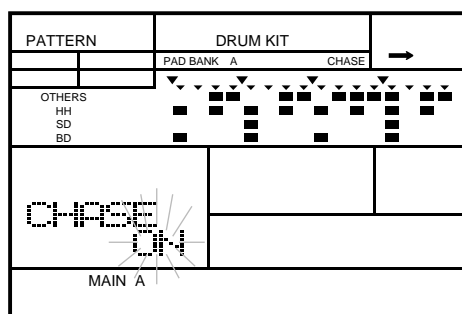 PATTERN DRUM KIT
PAD BANK A CHASE
OTHERS
HH
SD
BD
CHASE
ON
MAIN A